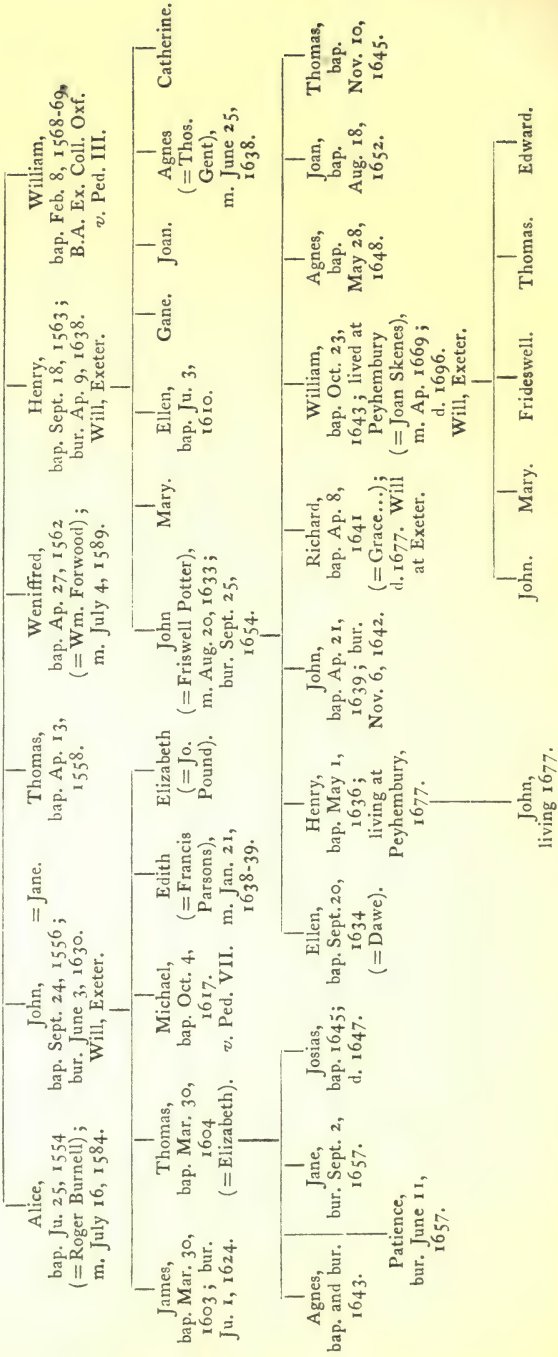 Alice,
bap. Ju. 25, 1554
(=Roger Burnell);
m. July 16, 1584.
John,
bap. Sept. 24, 1556;
bur. June 3, 1630.
Will, Exeter.
= Jane.
Thomas,
bap. Ap. 13,
1558.
Weniffred,
bap. Ap. 27, 1562
(= Wm. Forwood);
m. July 4, 1589.
Henry,
bap. Sept. 18, 1563;
bur. Ap. 9, 1638.
Will, Exeter.
William,
bap. Feb. 8, 1568-69,
B.A. Ex. Coll. Oxf.
v. Ped. III.
James,
bap. Mar. 30,
1603; bur.
Ju. 1, 1624.
Thomas,
bap. Mar. 30,
1604
(=Elizabeth).
Michael,
bap. Oct. 4,
1617.
v. Ped. VII.
Edith
(=Francis
Parsons),
m. Jan. 21,
1638-39.
Elizabeth
(= Jo.
Pound).
John
(=Friswell Potter),
m. Aug. 20, 1633;
bur. Sept. 25,
1654.
Mary.
Ellen,
bap. Ju. 3,
1610.
Gane.
Joan.
Agnes
(=Thos.
Gent),
m. June 25,
1638.
Catherine.
Agnes
bap. and bur.
1643.
Patience,
bur. June 11,
1657.
Jane,
bur. Sept. 2,
1657.
Josias,
bap. 1645;
d. 1647.
Ellen,
bap. Sept. 20,
1634
(= Dawe).
Henry,
bap. May 1,
1636;
living at
Peyhembury,
1677.
John,
bap. Ap. 21,
1639; bur.
Nov. 6, 1642.
Richard,
bap. Ap. 8,
1641
(=Grace...);
d. 1677. Will
at Exeter.
William,
bap. Oct. 23,
1643; lived at
Peyhembury
(=Joan Skenes),
m. Ap. 1669;
d. 1696.
Will, Exeter.
Agnes,
bap.
May 28,
1648.
Joan,
bap.
Aug. 18,
1652.
Thomas,
bap.
Nov. 10,
1645.
John,
living 1677.
John.
Mary.
Frideswell.
Thomas.
Edward.